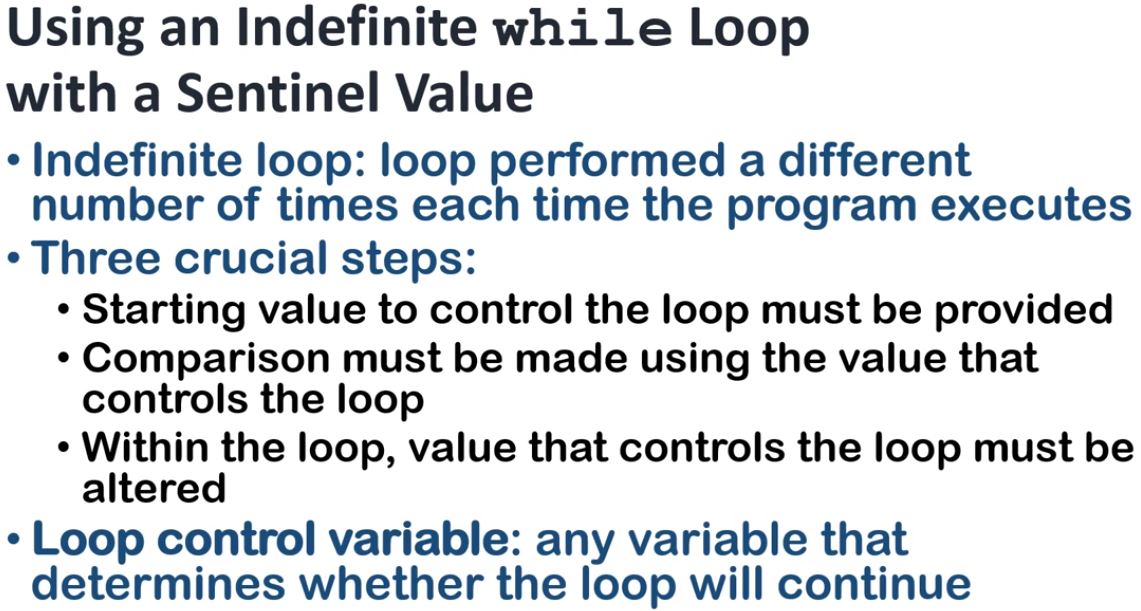 Using an Indefinite while Loop
with a Sentinel Value
• Indefinite loop: loop performed a different
number of times each time the program executes
• Three crucial steps:
• Starting value to control the loop must be provided
• Comparison must be made using the value that
controls the loop
• Within the loop, value that controls the loop must be
altered
• Loop control variable: any variable that
determines whether the loop will continue